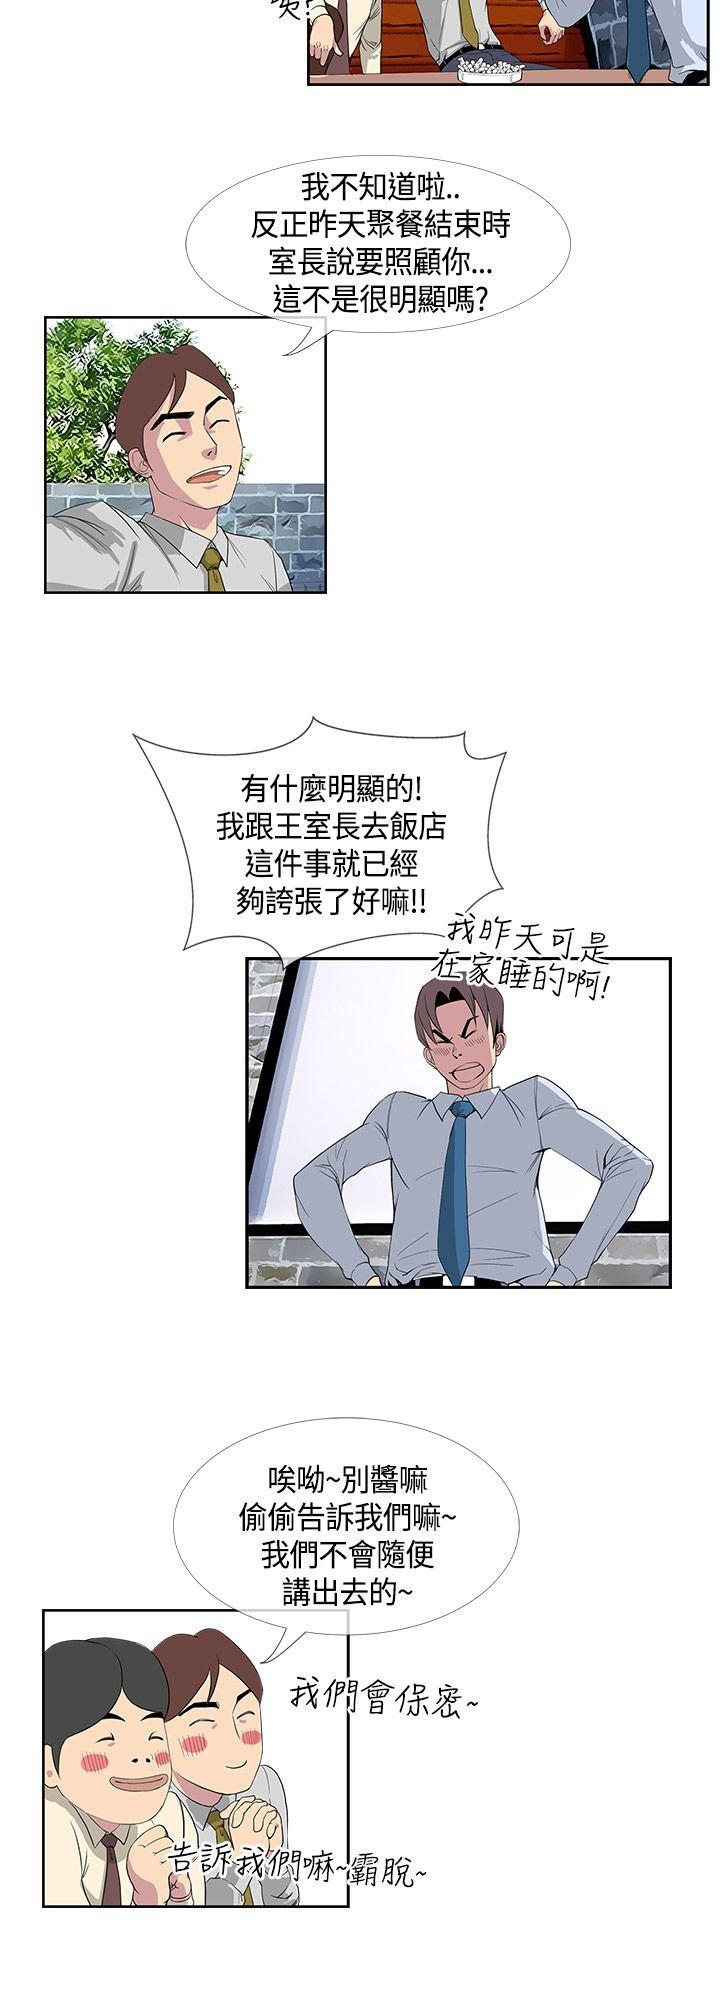 咦?
我不知道啦..
反正昨天聚餐結束時
室長說要照顧你...
這不是很明顯嗎?
有什麼明顯的!
我跟王室長去飯店
這件事就已經
夠誇張了好嘛!!
我昨天可是
在家睡的啊!
唉呦~別醬嘛
偷偷告訴我們嘛~
我們不會隨便
講出去的~
我們會保密~
告訴我們嘛~霸脫~